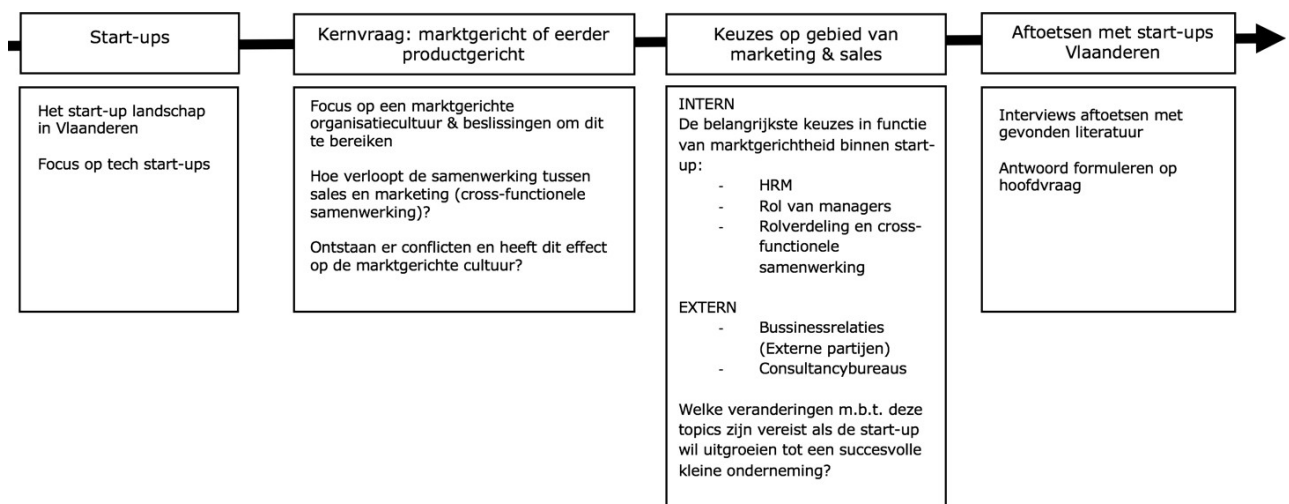 Start-ups
Het start-up landschap
in Vlaanderen
Focus op tech start-ups
Kernvraag: marktgericht of eerder
productgericht
Focus op een marktgerichte
organisatiecultuur & beslissingen om dit
te bereiken
Hoe verloopt de samenwerking tussen
sales en marketing (cross-functionele
samenwerking)?
Ontstaan er conflicten en heeft dit effect
op de marktgerichte cultuur?
Keuzes op gebied van
marketing & sales
INTERN
De belangrijkste keuzes in functie
van marktgerichtheid binnen start-
up:
- HRM
- Rol van managers
- Rolverdeling en cross-
functionele
samenwerking
EXTERN
- Bussinessrelaties
(Externe partijen)
- Consultancybureaus
Welke veranderingen m.b.t. deze
topics zijn vereist als de start-up
wil uitgroeien tot een succesvolle
kleine onderneming?
Aftoetsen met start-ups
Vlaanderen
Interviews aftoetsen met
gevonden literatuur
Antwoord formuleren op
hoofdvraag